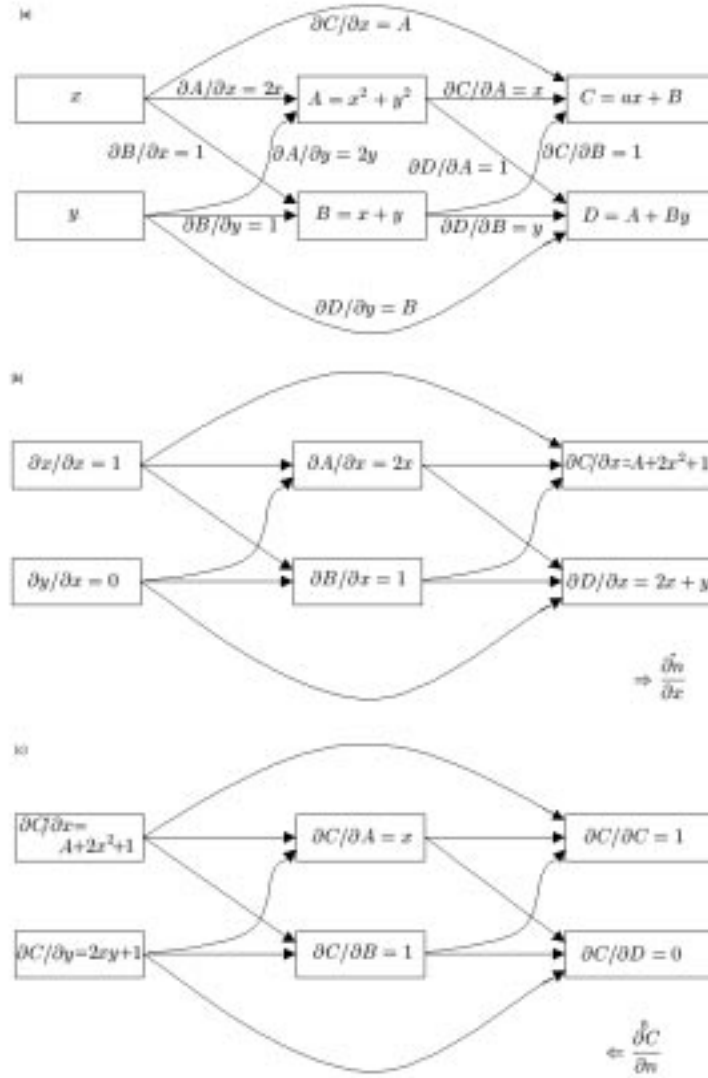 (a)
∂C/∂x = A
x
∂A/∂x = 2x
A = x² + y²
∂C/∂A = x
C = ax + B
∂B/∂x = 1
∂A/∂y = 2y
∂D/∂A = 1
∂C/∂B = 1
y
∂B/∂y = 1
B = x + y
∂D/∂B = y
D = A + By
∂D/∂y = B
(b)
∂x/∂x = 1
∂A/∂x = 2x
∂C/∂x=A+2x²+1
∂y/∂x = 0
∂B/∂x = 1
∂D/∂x = 2x + y
⇒ ∂n/∂x
(c)
∂C/∂x=
A+2x²+1
∂C/∂A = x
∂C/∂C = 1
∂C/∂y=2xy+1
∂C/∂B = 1
∂C/∂D = 0
⇐ ∂C/∂n